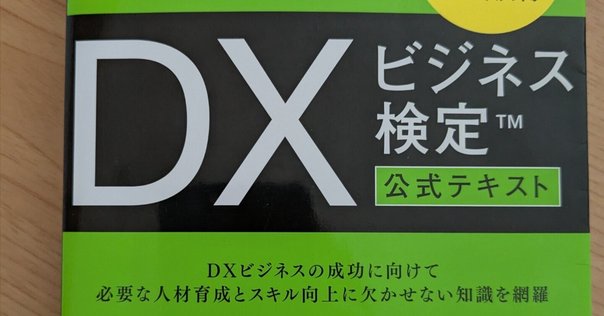 DX
ビジネス
検定™
公式テキスト
DXビジネスの成功に向けて
必要な人材育成とスキル向上に欠かせない知識を網羅